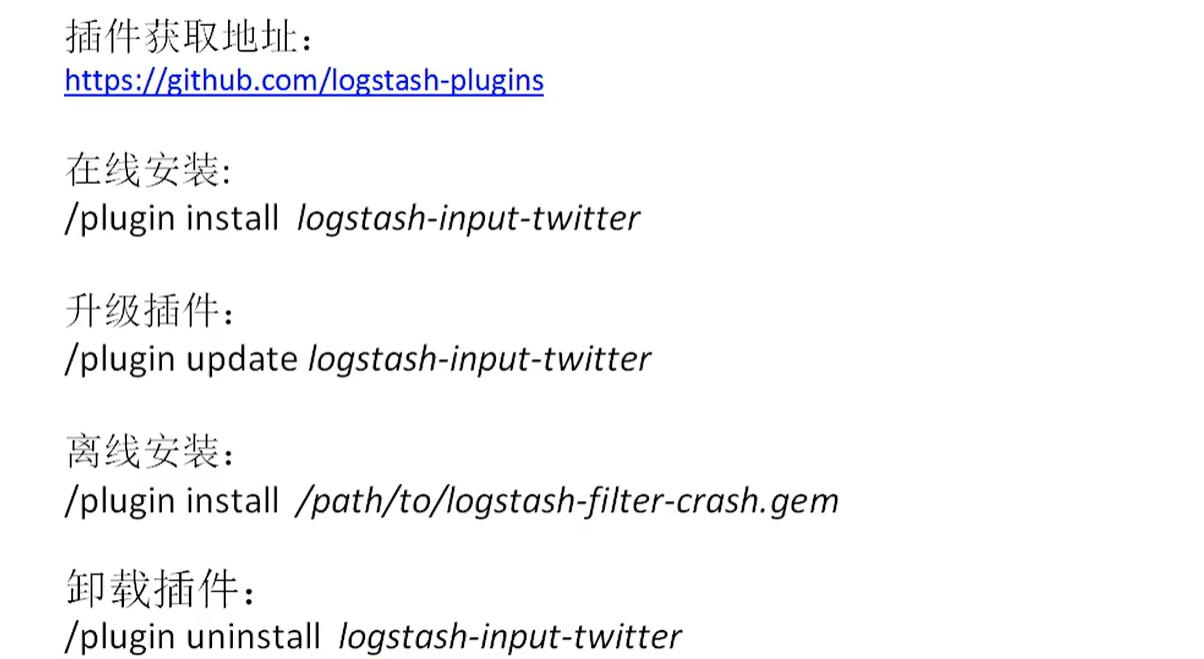 插件获取地址：
https://github.com/logstash-plugins
在线安装:
/plugin install logstash-input-twitter
升级插件：
/plugin update logstash-input-twitter
离线安装：
/plugin install /path/to/logstash-filter-crash.gem
卸载插件：
/plugin uninstall logstash-input-twitter